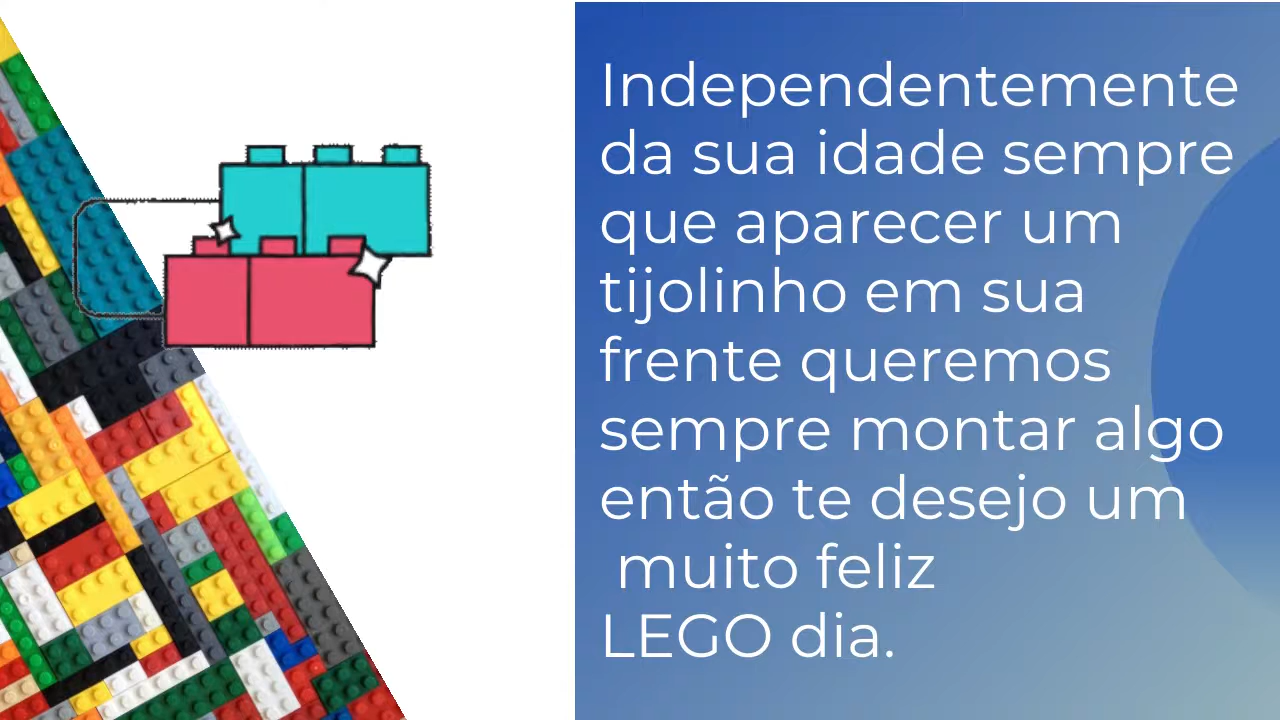 Independentemente
da sua idade sempre
que aparecer um
tijolinho em sua
frente queremos
sempre montar algo
então te desejo um
muito feliz
LEGO dia.